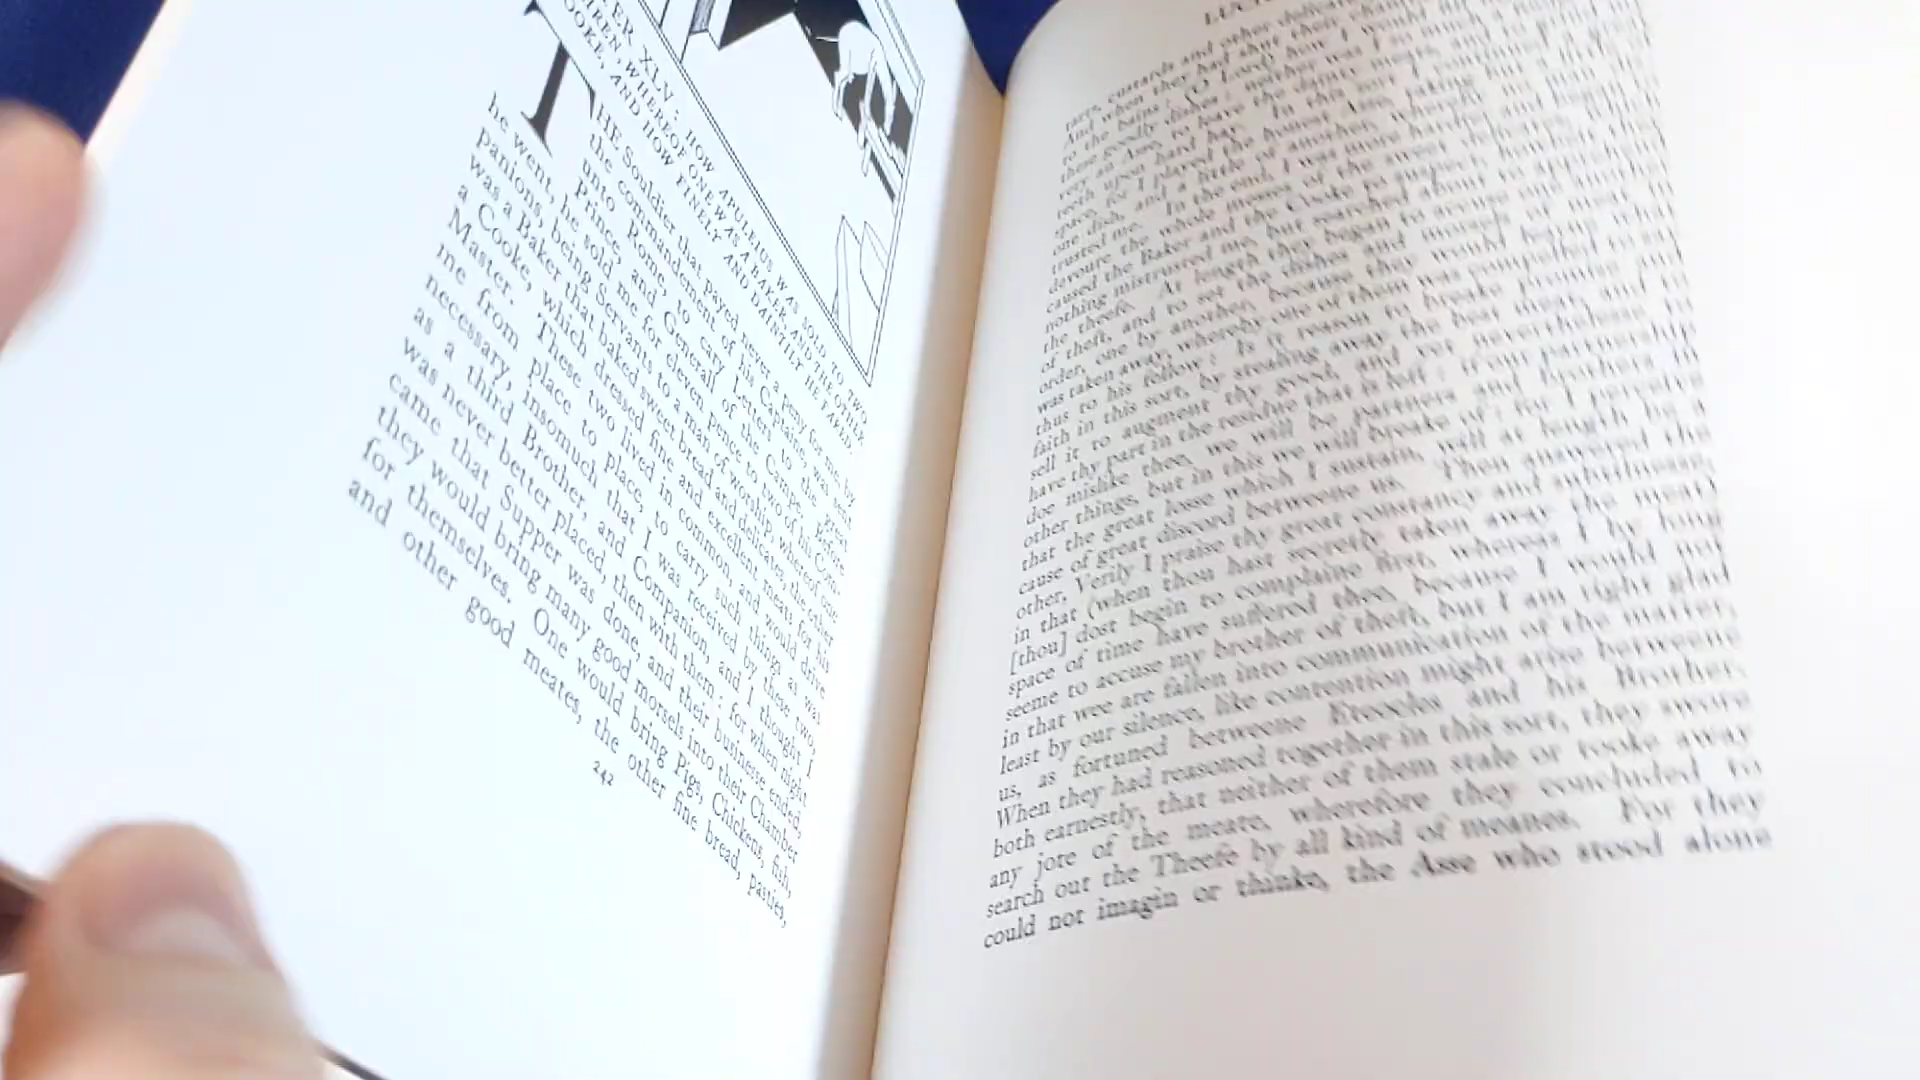 ER XLV: HOW APULEIUS WAS SOLD TO TWO
IREN, WHEREOF ONE WAS A BAKER, AND THE OTHER
OOKE, AND HOW FINELY AND DAINTILY HE FARED.
THE Souldier that payed never a peny for me, by
the commandement of his Captaine, was sent
unto Rome, to cary Letters to the great
Prince, and Generall of the Campe. Before
he went, he sold me for eleven pence to two of his Com-
panions, being Servants to a man of worship, whereof one
was a Baker that baked sweet bread and delicates, the other
a Cooke, which dressed fine and excellent meats for his
Master. These two lived in common, and would drive
me from place to place, to carry such things as was
necessary, insomuch that I was received by these two,
as a third Brother, and Companion, and I thought I
was never better placed, then with them: for when night
came that Supper was done, and their businesse ended,
they would bring many good morsels into their Chamber
for themselves. One would bring Pigs, Chickens, fish,
and other good meates, the other fine bread, pasties,
242
LUCI
tarts, custards and other delicate
And when they had shut their chamb
to the bains: (O Lord) how I would
these goodly dishes: neither was I so much
very an Asse, to leave the dainty meats, and
teeth upon hard hay. In this sort I
space, for I played the honest Asse, taking but a little of
one dish, and a little of another, wherby no man
trusted me. In the end, I was more hardier and
devoure the whole messes of the
caused the Baker and the Cooke to suspect, howbeit
nothing mistrusted me, but searched about to
the theefe. At length they began to accuse one another
of theft, and to set the dishes and morsels of meat in
order, one by another, because they would
was taken away, whereby one of them was compelled to
thus to his fellow: Is it reason to breake promise and
faith in this sort, by stealing away the best meat, and
sell it to augment thy good, and yet neverthelesse to
have thy part in the residue that is left: if our partnership
doe mislike thee, we will be partners and brothers in
other things, but in this we will breake of: for I perceive
that the great losse which I sustain, will at length be a
cause of great discord betweene us. Then answered the
other, Verily I praise thy great constancy and subtilnesse,
in that (when thou hast secretly taken away the meat)
[thou] dost begin to complaine first, whereas I by long
space of time have suffered thee, because I would not
seeme to accuse my brother of theft, but I am right glad
in that wee are fallen into communication of the matter,
least by our silence, like contention might arise betweene
us, as fortuned betweene Eteocles and his Brother.
When they had reasoned together in this sort, they swore
both earnestly, that neither of them stale or tooke away
any jote of the meate, wherefore they concluded to
search out the Theefe by all kind of meanes. For they
could not imagin or thinke, the Asse who stood alone